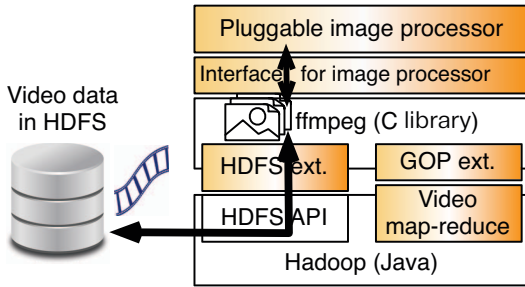 Pluggable image processor
Interface for image processor
Video data
in HDFS
ffmpeg (C library)
HDFS ext.
GOP ext.
HDFS API
Video
map-reduce
Hadoop (Java)